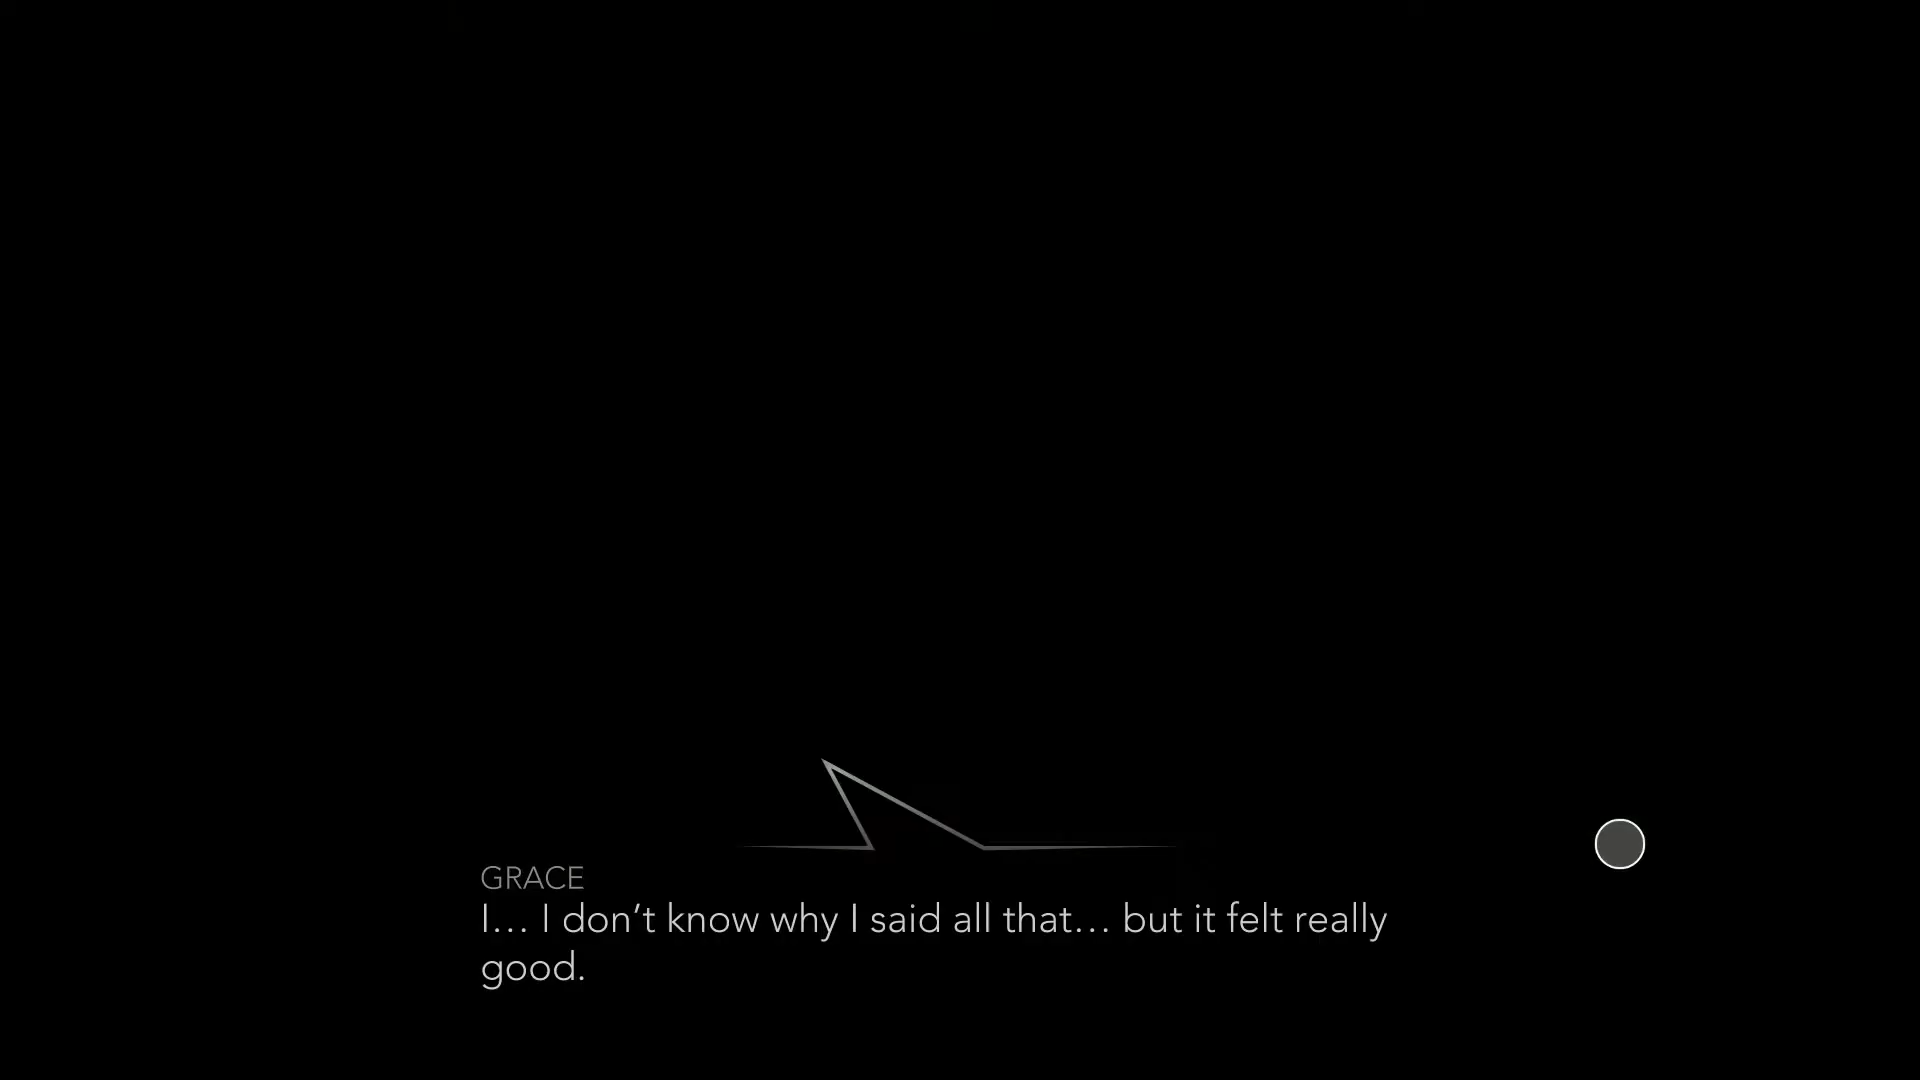 GRACE
I… I don’t know why I said all that… but it felt really
good.